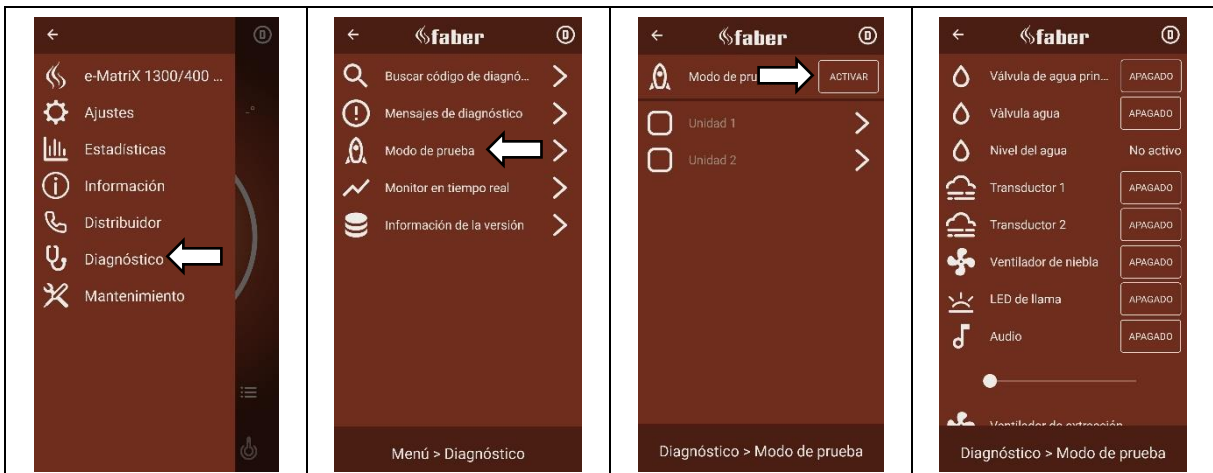 e-MatriX 1300/400 ...
Ajustes
Estadísticas
Información
Distribuidor
Diagnóstico
Mantenimiento
faber
Buscar código de diagnó...
Mensajes de diagnóstico
Modo de prueba
Monitor en tiempo real
Información de la versión
Menú > Diagnóstico
faber
Modo de pru
ACTIVAR
Unidad 1
Unidad 2
Diagnóstico > Modo de prueba
faber
Válvula de agua prin... APAGADO
Vàlvula agua APAGADO
Nivel del agua No activo
Transductor 1 APAGADO
Transductor 2 APAGADO
Ventilador de niebla APAGADO
LED de llama APAGADO
Audio APAGADO
Ventilador de extracción
Diagnóstico > Modo de prueba